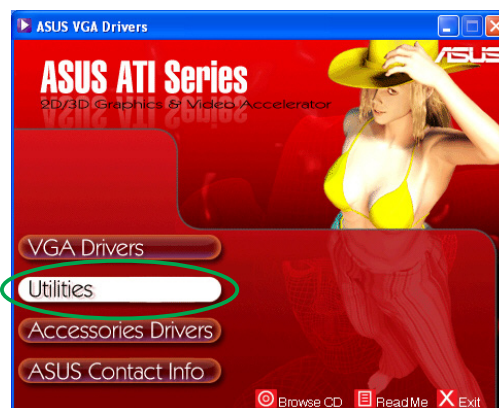 ASUS VGA Drivers
ASUS
ASUS ATI Series
2D/3D Graphics & Video Accelerator
VGA Drivers
Utilities
Accessories Drivers
ASUS Contact Info
Browse CD ReadMe Exit